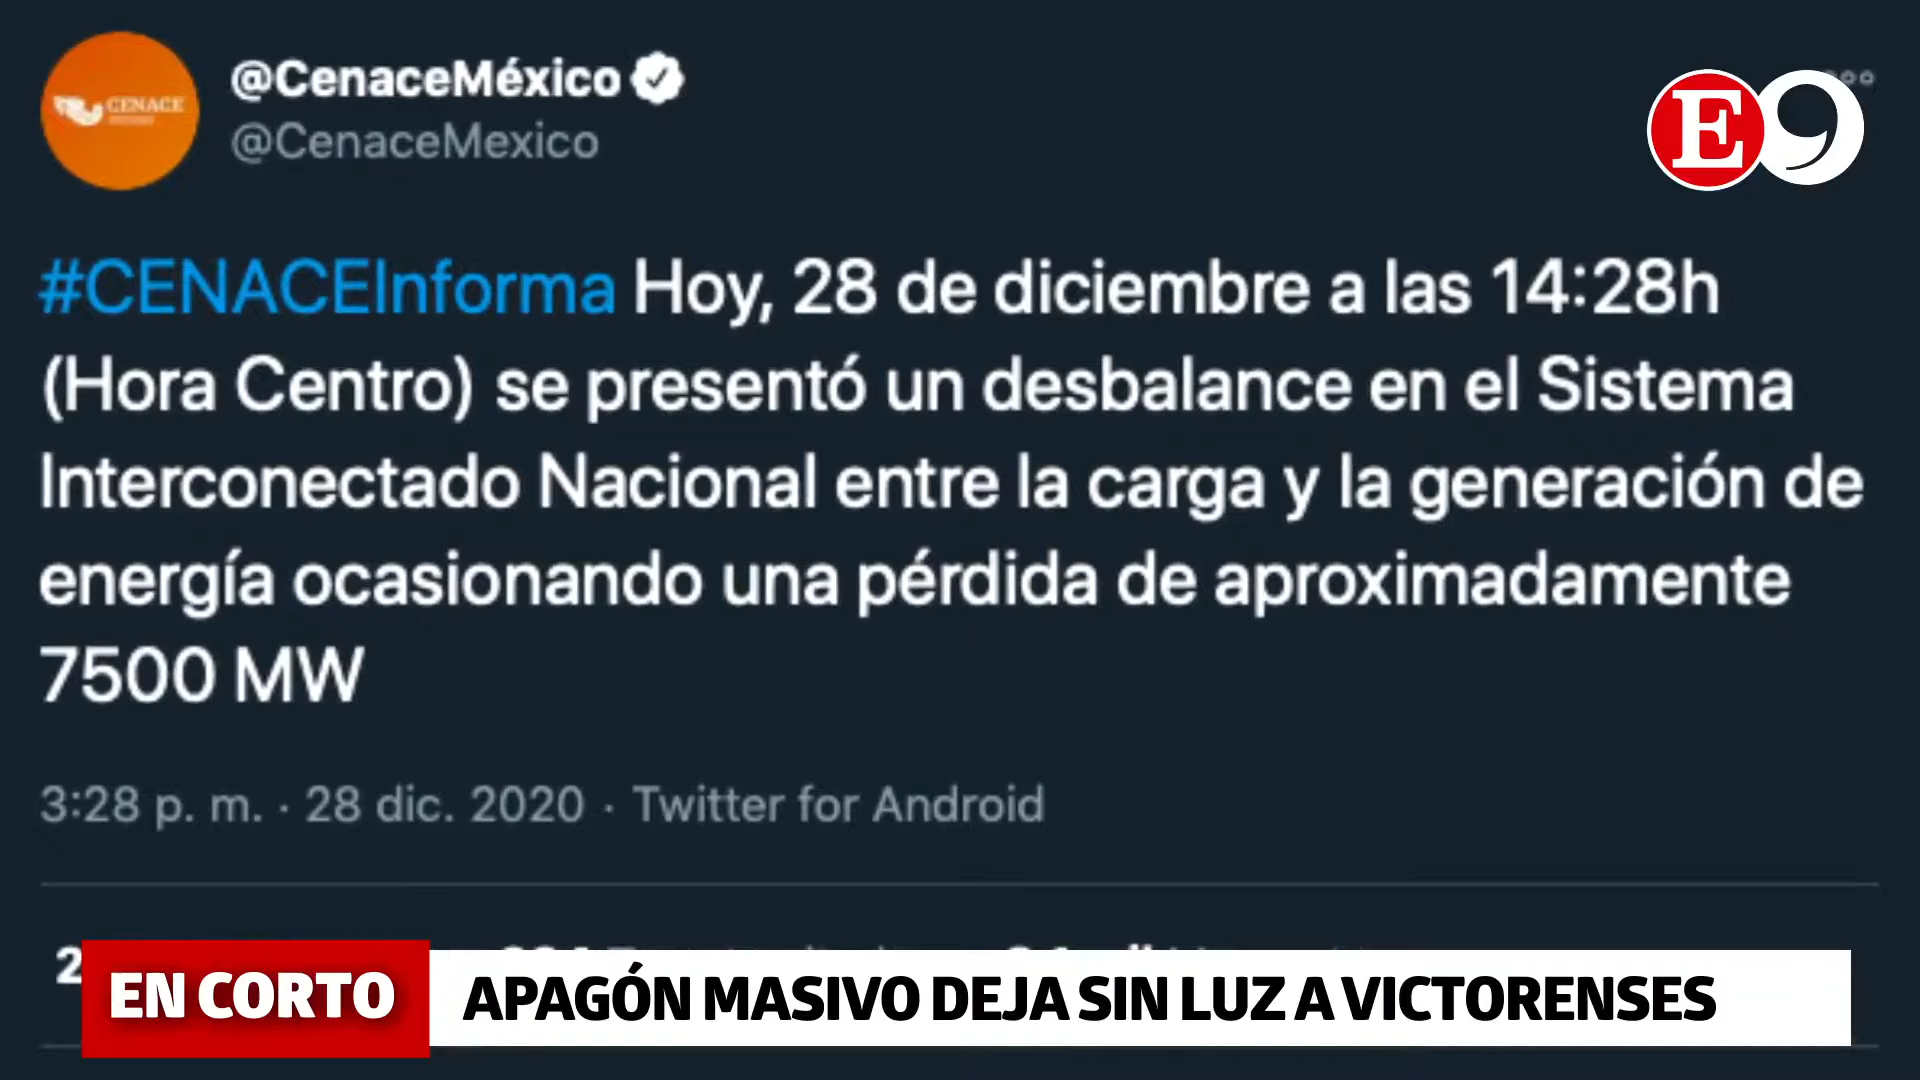 @CenaceMéxico
@CenaceMexico
CENACE
E9
#CENACEInforma Hoy, 28 de diciembre a las 14:28h
(Hora Centro) se presentó un desbalance en el Sistema
Interconectado Nacional entre la carga y la generación de
energía ocasionando una pérdida de aproximadamente
7500 MW
3:28 p. m. · 28 dic. 2020 · Twitter for Android
EN CORTO
APAGÓN MASIVO DEJA SIN LUZ A VICTORENSES